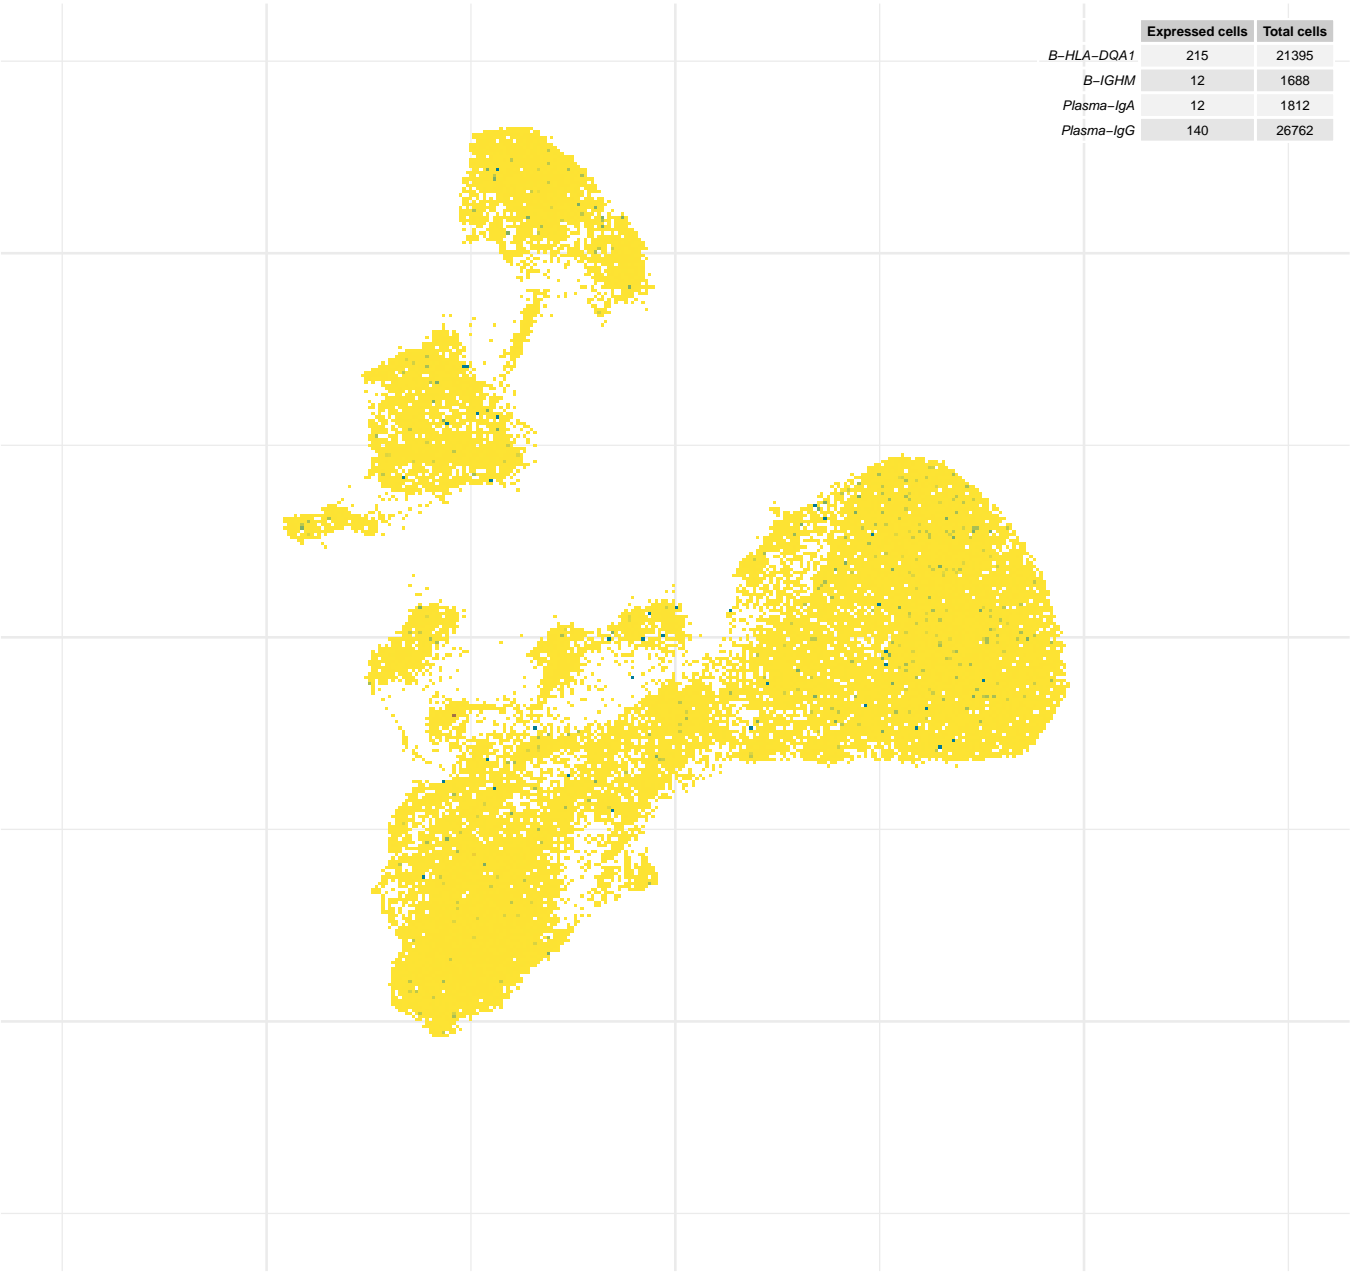 Expressed cells Total cells
B−HLA−DQA1 215 21395
B−IGHM 12 1688
Plasma−IgA 12 1812
Plasma−IgG 140 26762